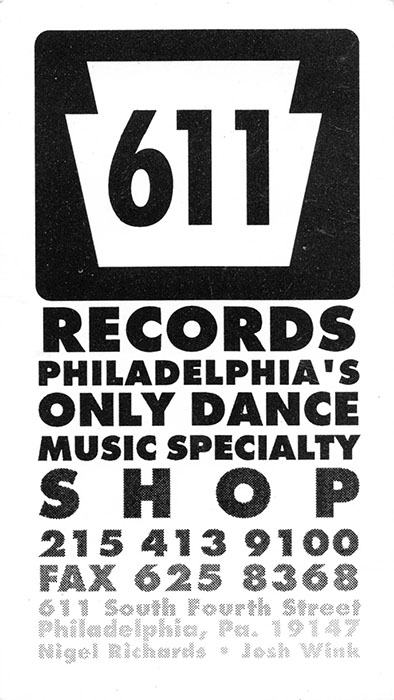 611
RECORDS
PHILADELPHIA'S
ONLY DANCE
MUSIC SPECIALTY
SHOP
215 413 9100
FAX 625 8368
611 South Fourth Street
Philadelphia, Pa. 19147
Nigel Richards • Josh Wink